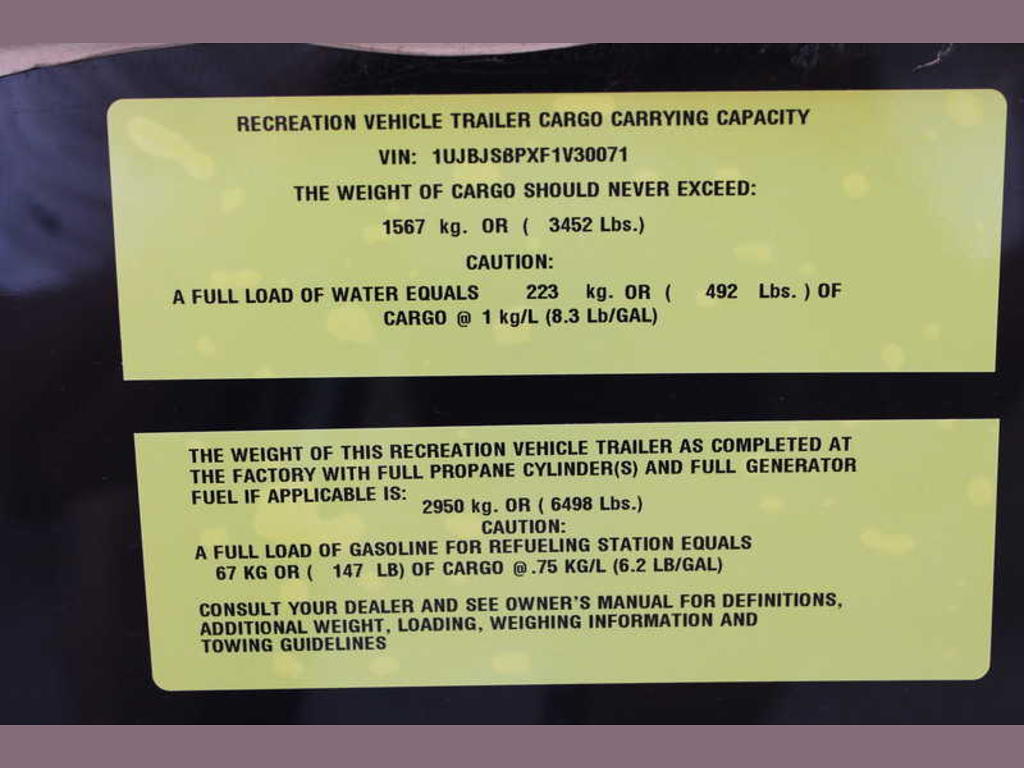 RECREATION VEHICLE TRAILER CARGO CARRYING CAPACITY
VIN: 1UJBJSBPXF1V30071
THE WEIGHT OF CARGO SHOULD NEVER EXCEED:
1567 kg. OR ( 3452 Lbs.)
CAUTION:
A FULL LOAD OF WATER EQUALS 223 kg. OR ( 492 Lbs. ) OF
CARGO @ 1 kg/L (8.3 Lb/GAL)
THE WEIGHT OF THIS RECREATION VEHICLE TRAILER AS COMPLETED AT
THE FACTORY WITH FULL PROPANE CYLINDER(S) AND FULL GENERATOR
FUEL IF APPLICABLE IS: 2950 kg. OR ( 6498 Lbs.)
CAUTION:
A FULL LOAD OF GASOLINE FOR REFUELING STATION EQUALS
67 KG OR ( 147 LB) OF CARGO @ .75 KG/L (6.2 LB/GAL)
CONSULT YOUR DEALER AND SEE OWNER'S MANUAL FOR DEFINITIONS,
ADDITIONAL WEIGHT, LOADING, WEIGHING INFORMATION AND
TOWING GUIDELINES